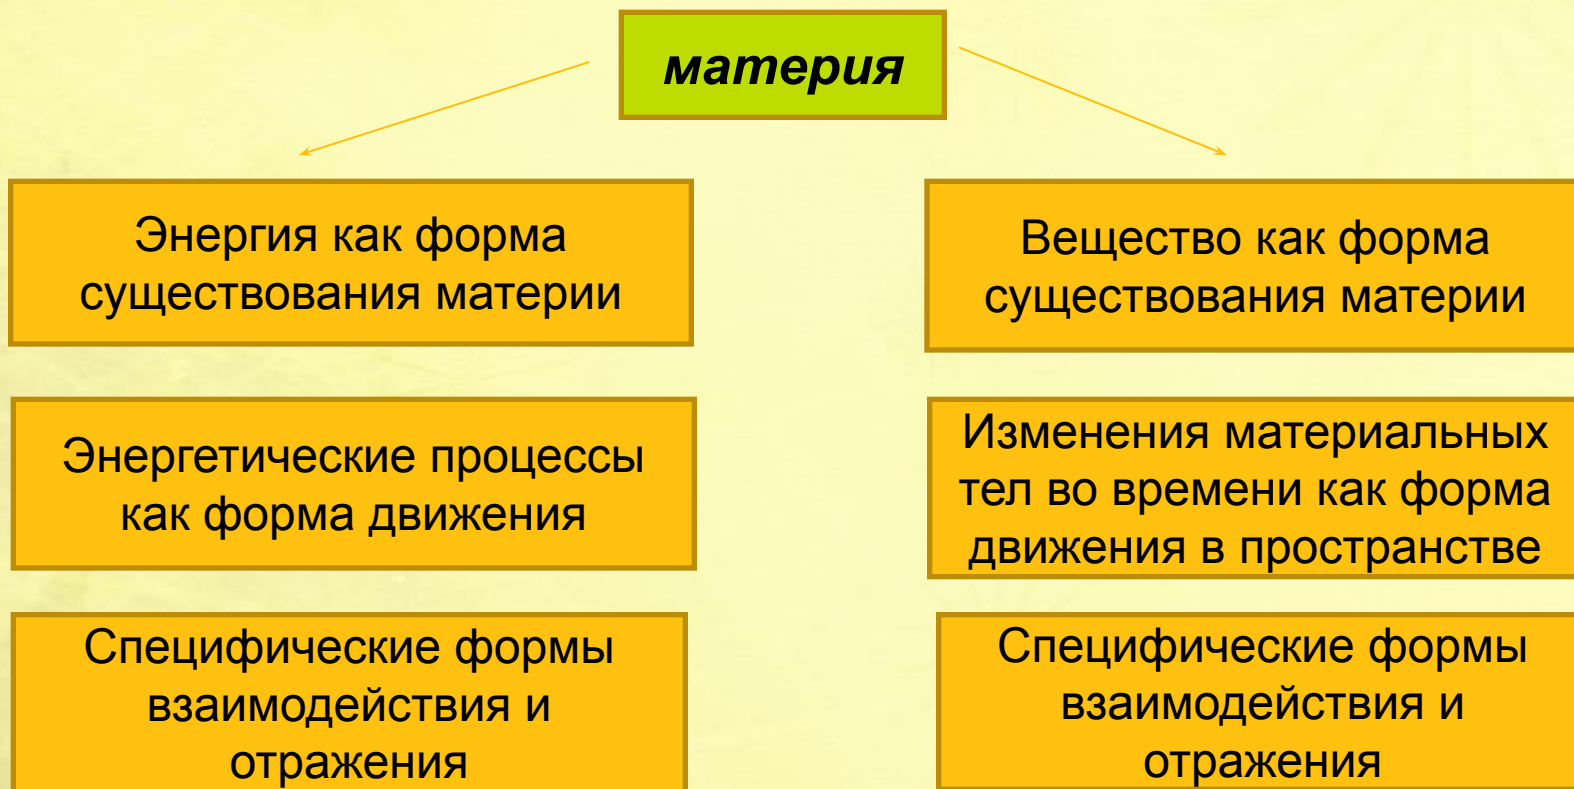 материя
Энергия как форма
существования материи
Вещество как форма
существования материи
Энергетические процессы
как форма движения
Изменения материальных
тел во времени как форма
движения в пространстве
Специфические формы
взаимодействия и
отражения
Специфические формы
взаимодействия и
отражения